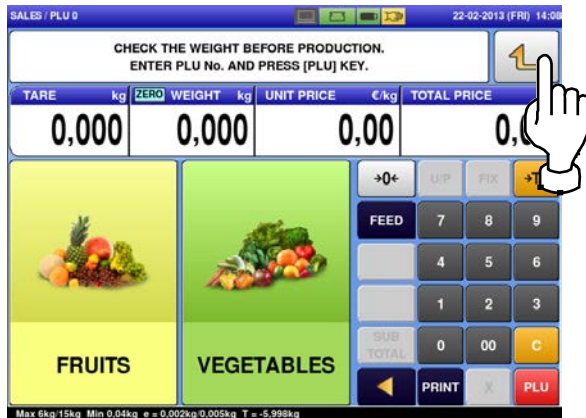 SALES / PLU 0
22-02-2013 (FRI) 14:08
CHECK THE WEIGHT BEFORE PRODUCTION.
ENTER PLU No. AND PRESS [PLU] KEY.
TARE kg ZERO WEIGHT kg UNIT PRICE €/kg TOTAL PRICE
0,000 0,000 0,00 0,
→0← U/P FIX →T
FEED 7 8 9
4 5 6
1 2 3
SUB
TOTAL 0 00 C
FRUITS VEGETABLES
PRINT X PLU
Max 6kg/15kg Min 0,04kg e = 0,002kg/0,005kg T = -5,998kg